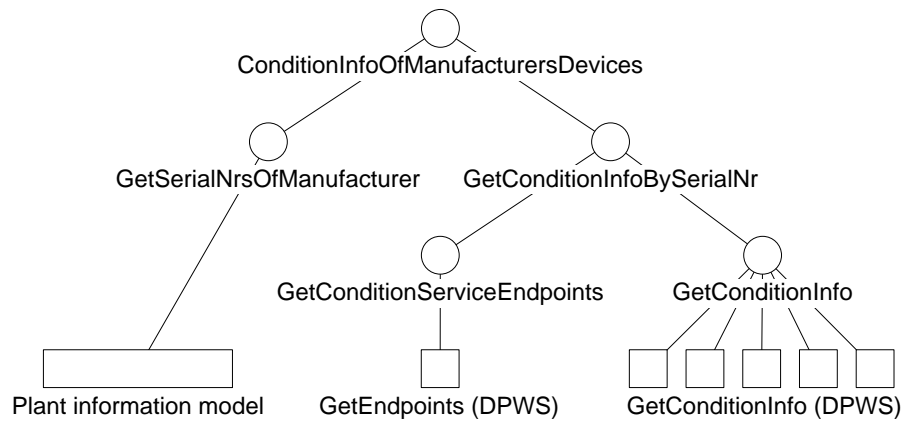 ConditionInfoOfManufacturersDevices
GetSerialNrsOfManufacturer
GetConditionInfoBySerialNr
GetConditionServiceEndpoints
GetConditionInfo
Plant information model
GetEndpoints (DPWS)
GetConditionInfo (DPWS)